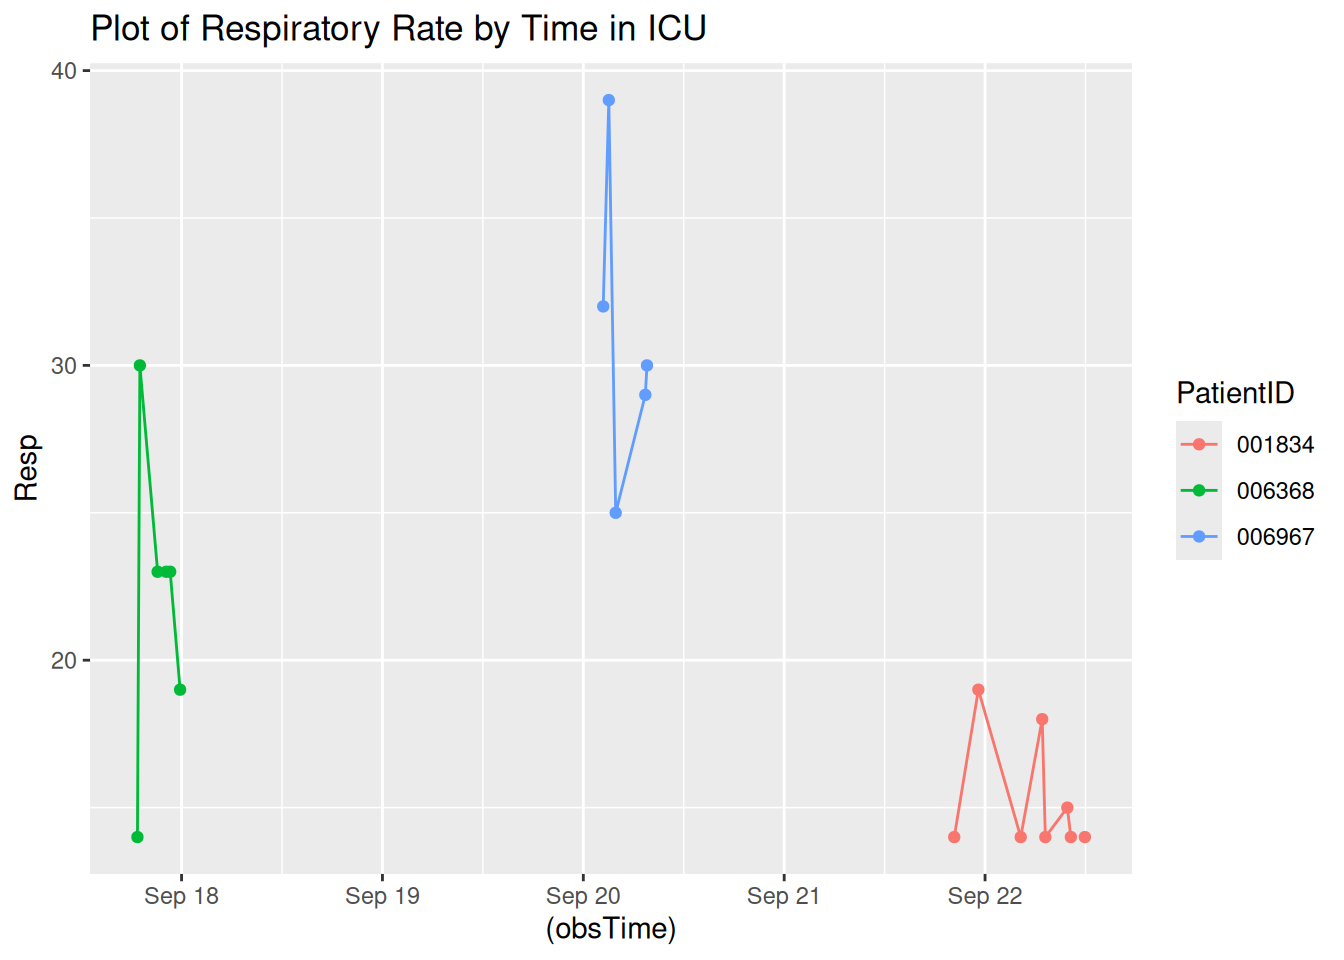 Plot of Respiratory Rate by Time in ICU
40
30
20
Resp
Sep 18
Sep 19
Sep 20
Sep 21
Sep 22
(obsTime)
PatientID
001834
006368
006967